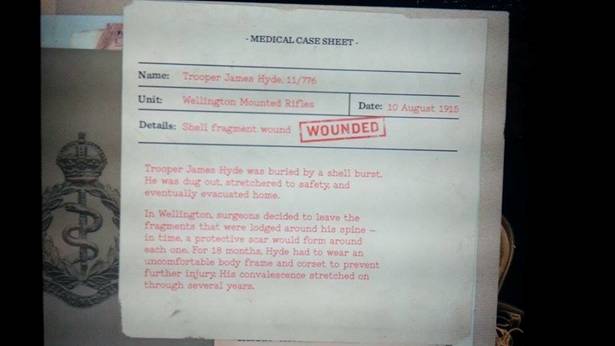 - MEDICAL CASE SHEET -
Name: Trooper James Hyde, 11/776
Unit: Wellington Mounted Rifles Date: 10 August 1915
Details: Shell fragment wound WOUNDED
Trooper James Hyde was buried by a shell burst.
He was dug out, stretchered to safety, and
eventually evacuated home.
In Wellington, surgeons decided to leave the
fragments that were lodged around his spine –
in time, a protective scar would form around
each one. For 18 months, Hyde had to wear an
uncomfortable body frame and corset to prevent
further injury. His convalescence stretched on
through several years.